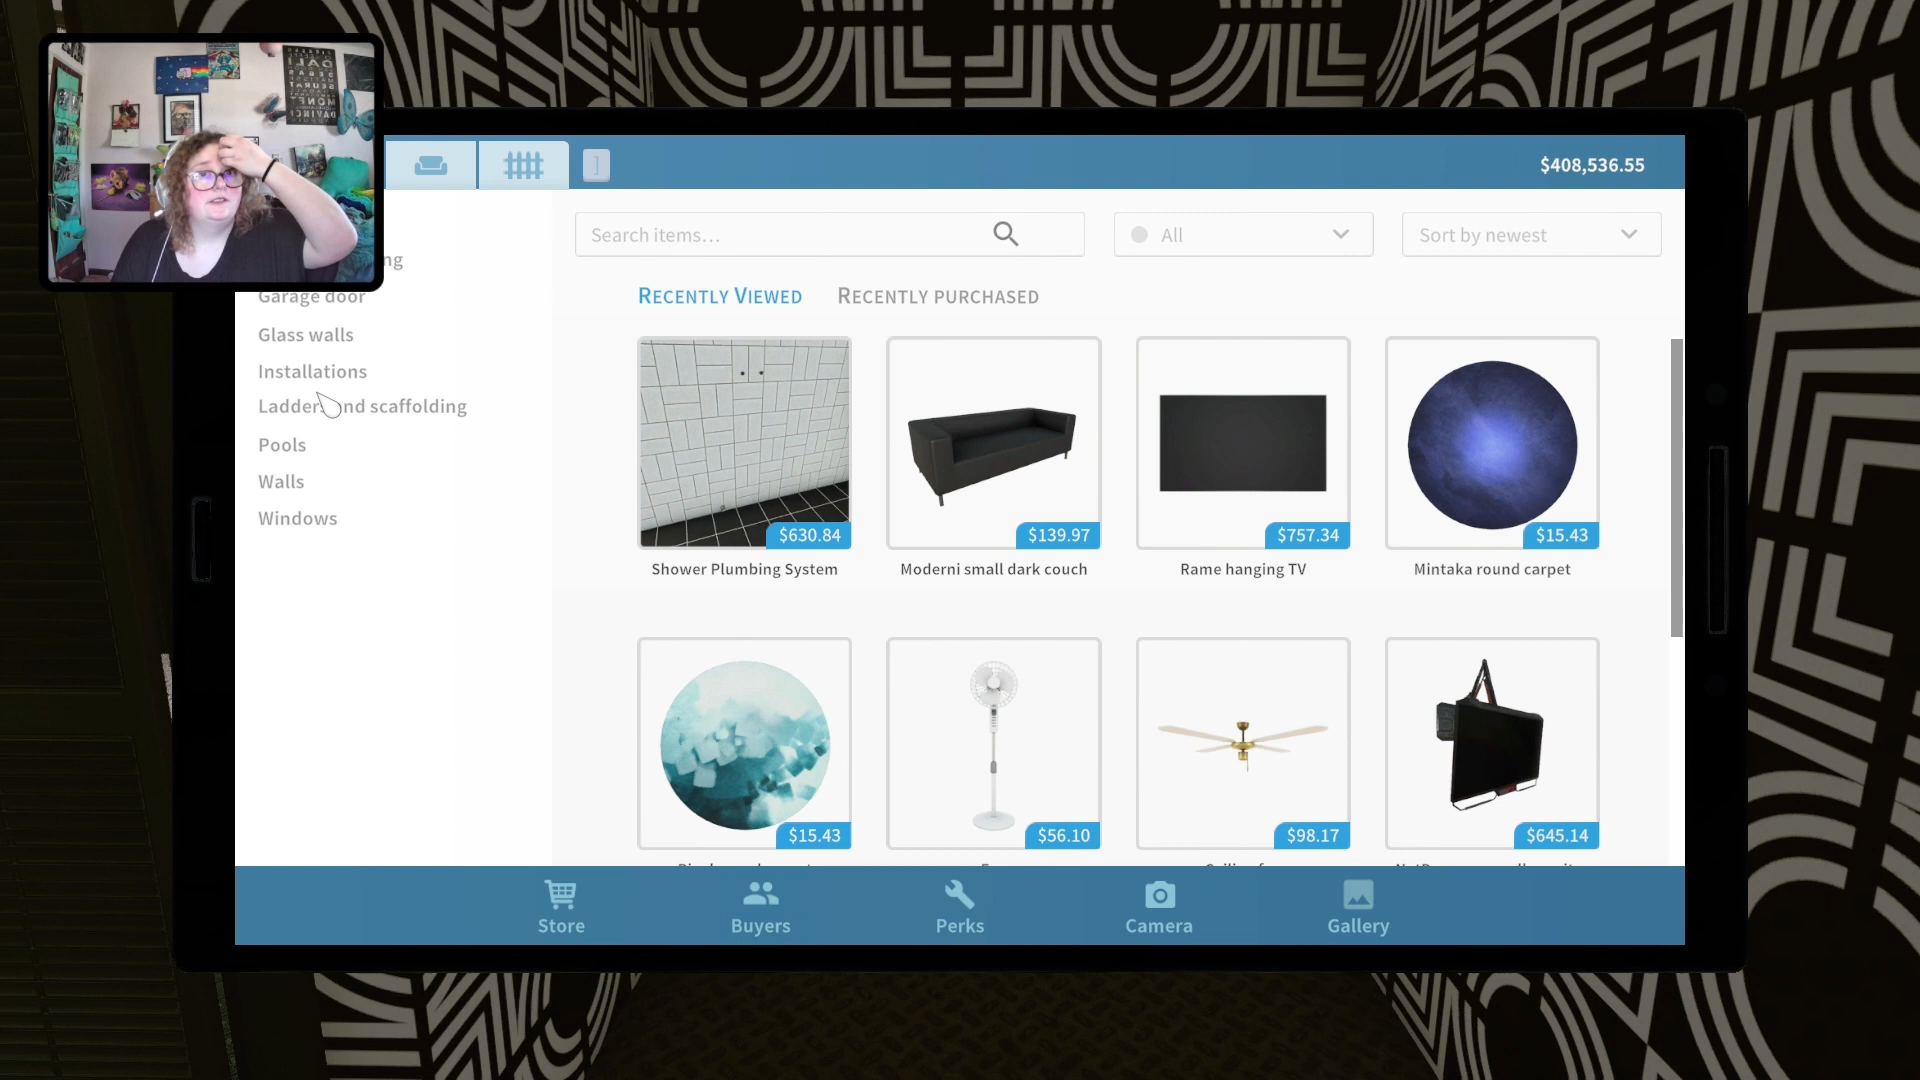 ]
$408,536.55
Search items...
All
Sort by newest
ng
Garage door
Glass walls
Installations
Ladders and scaffolding
Pools
Walls
Windows
RECENTLY VIEWED
RECENTLY PURCHASED
$630.84
Shower Plumbing System
$139.97
Moderni small dark couch
$757.34
Rame hanging TV
$15.43
Mintaka round carpet
$15.43
$56.10
$98.17
$645.14
Store
Buyers
Perks
Camera
Gallery